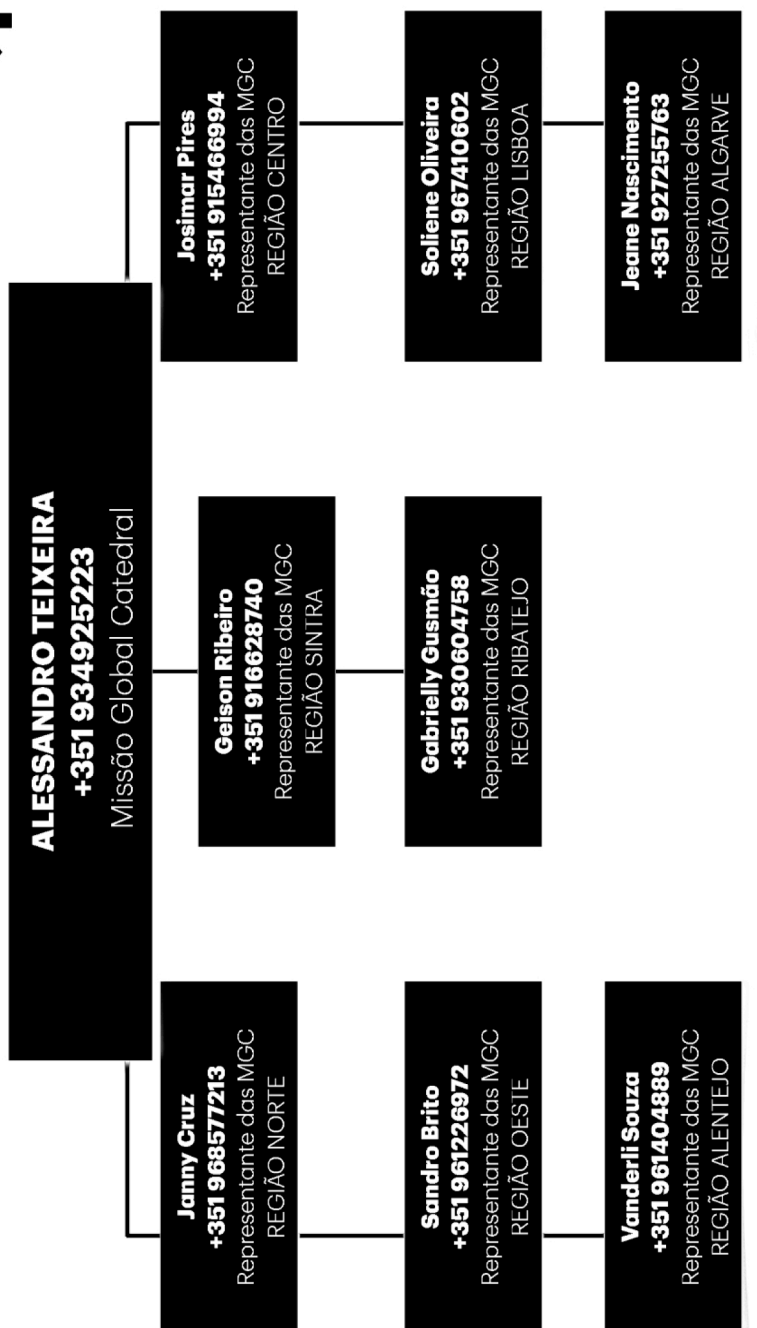 ALESSANDRO TEIXEIRA
+351 934925223
Missão Global Catedral
Janny Cruz
+351 968577213
Representante das MGC
REGIÃO NORTE
Geison Ribeiro
+351 916628740
Representante das MGC
REGIÃO SINTRA
Josimar Pires
+351 915466994
Representante das MGC
REGIÃO CENTRO
Sandro Brito
+351 961226972
Representante das MGC
REGIÃO OESTE
Gabrielly Gusmão
+351 930604758
Representante das MGC
REGIÃO RIBATEJO
Soliene Oliveira
+351 967410602
Representante das MGC
REGIÃO LISBOA
Vanderli Souza
+351 961404889
Representante das MGC
REGIÃO ALENTEJO
Jeane Nascimento
+351 927255763
Representante das MGC
REGIÃO ALGARVE